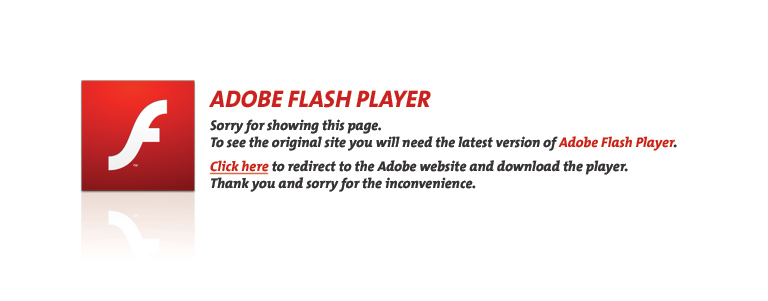 ADOBE FLASH PLAYER
Sorry for showing this page.
To see the original site you will need the latest version of Adobe Flash Player.
Click here to redirect to the Adobe website and download the player.
Thank you and sorry for the inconvenience.